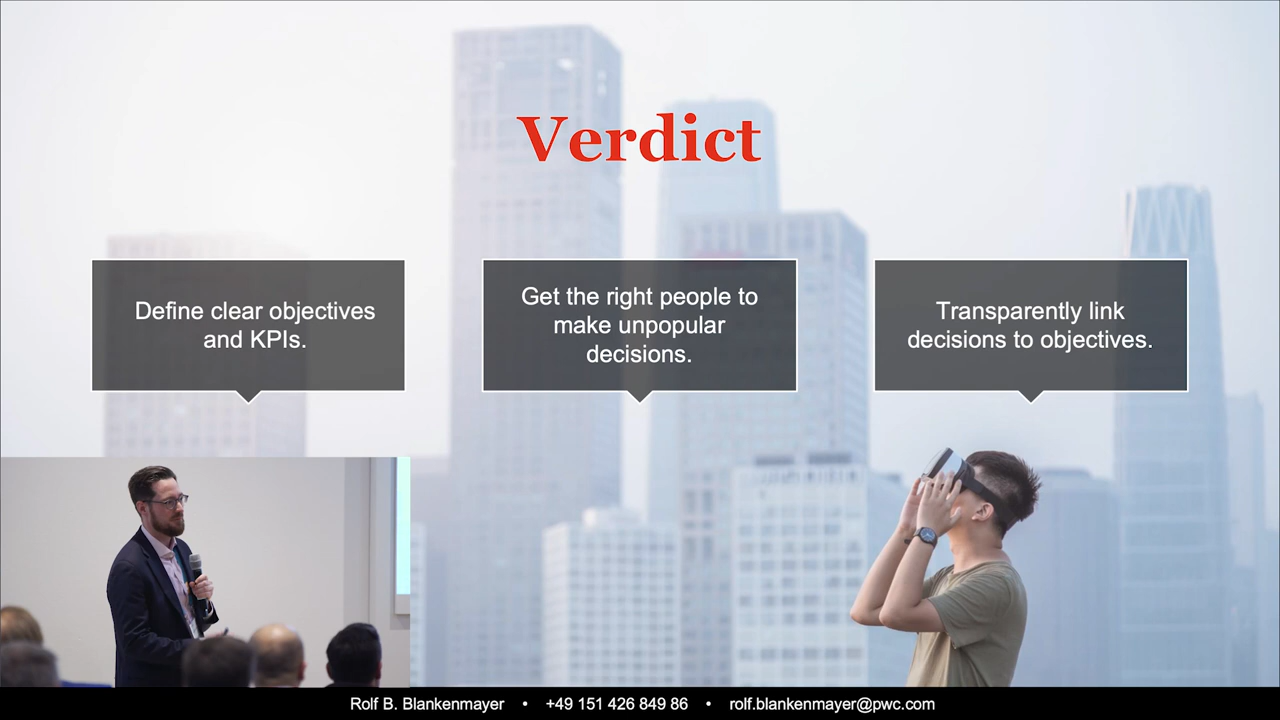 Verdict
Define clear objectives
and KPIs.
Get the right people to
make unpopular
decisions.
Transparently link
decisions to objectives.
Rolf B. Blankenmayer • +49 151 426 849 86 • rolf.blankenmayer@pwc.com